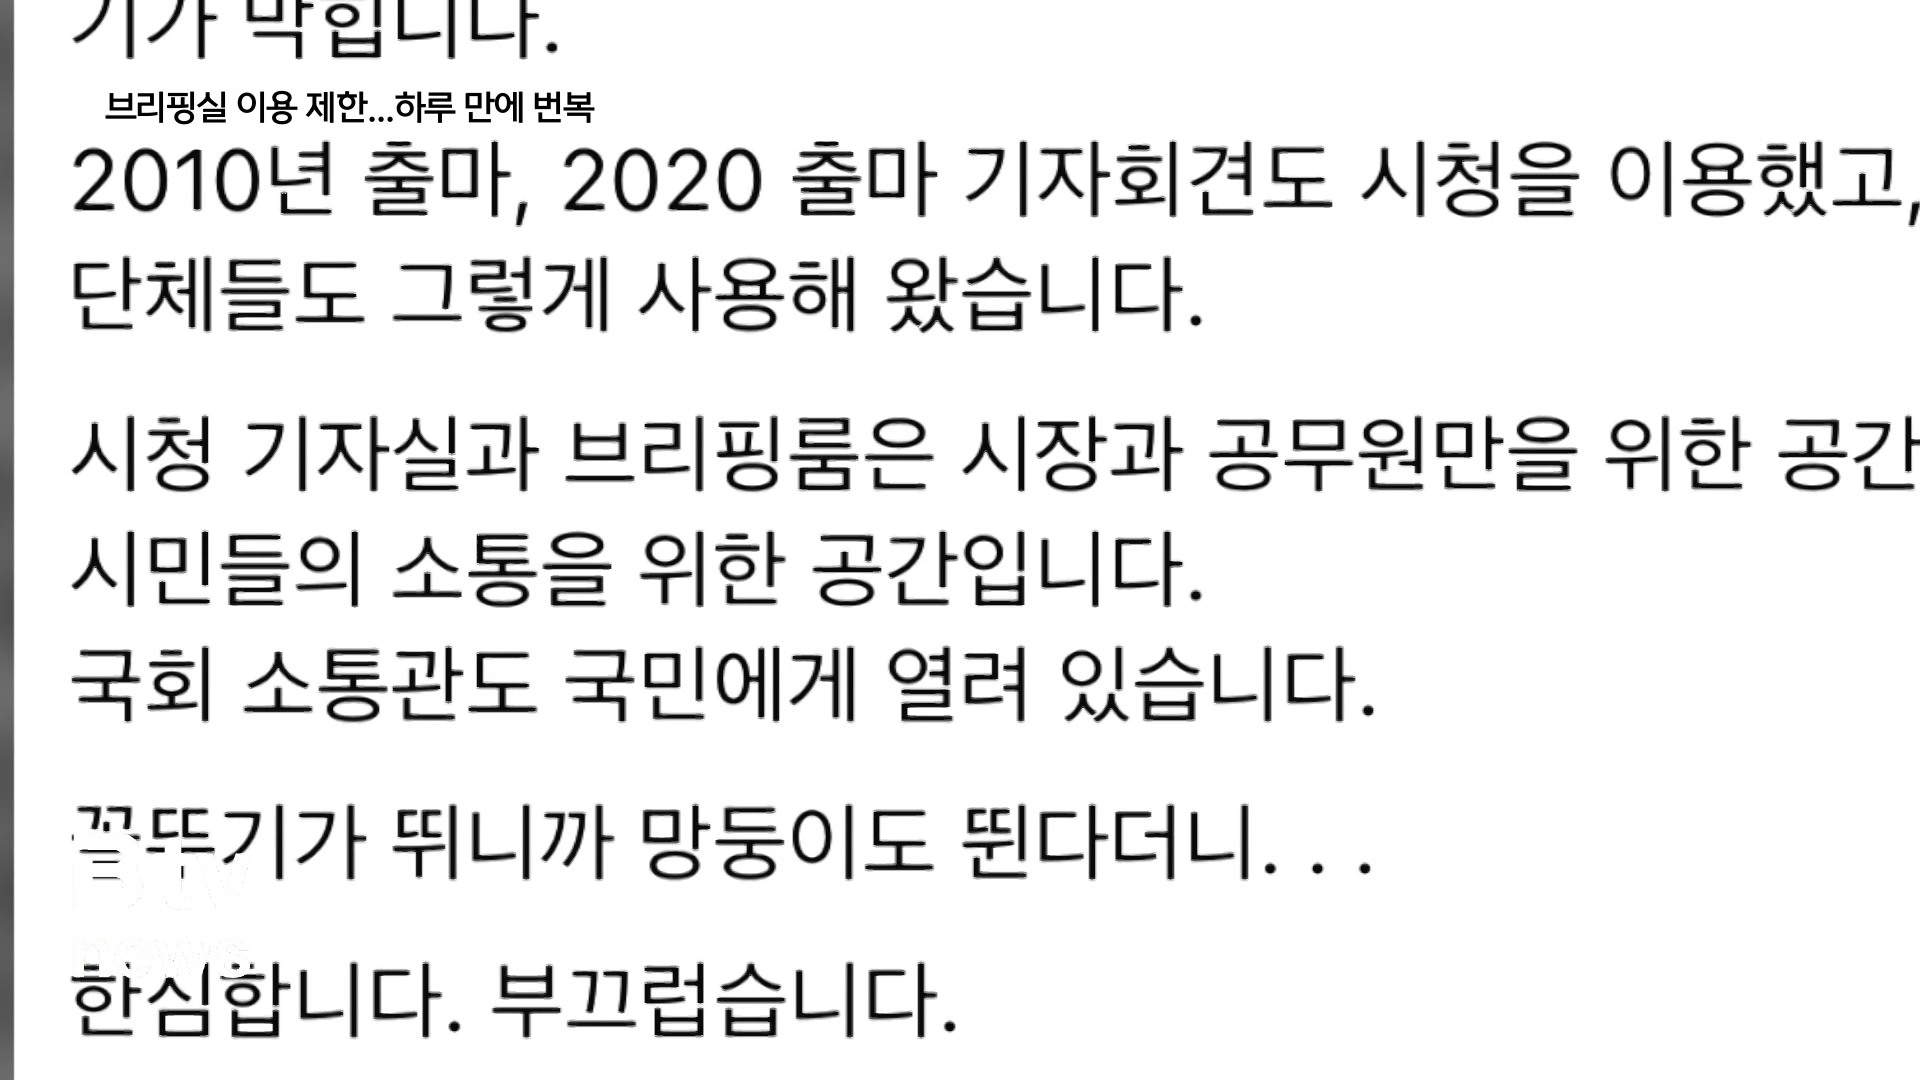 기가 막힙니다.
브리핑실 이용 제한...하루 만에 번복
2010년 출마, 2020 출마 기자회견도 시청을 이용했고,
단체들도 그렇게 사용해 왔습니다.
시청 기자실과 브리핑룸은 시장과 공무원만을 위한 공간
시민들의 소통을 위한 공간입니다.
국회 소통관도 국민에게 열려 있습니다.
꼴뚜기가 뛰니까 망둥이도 뛴다더니. . .
B tv
news
한심합니다. 부끄럽습니다.